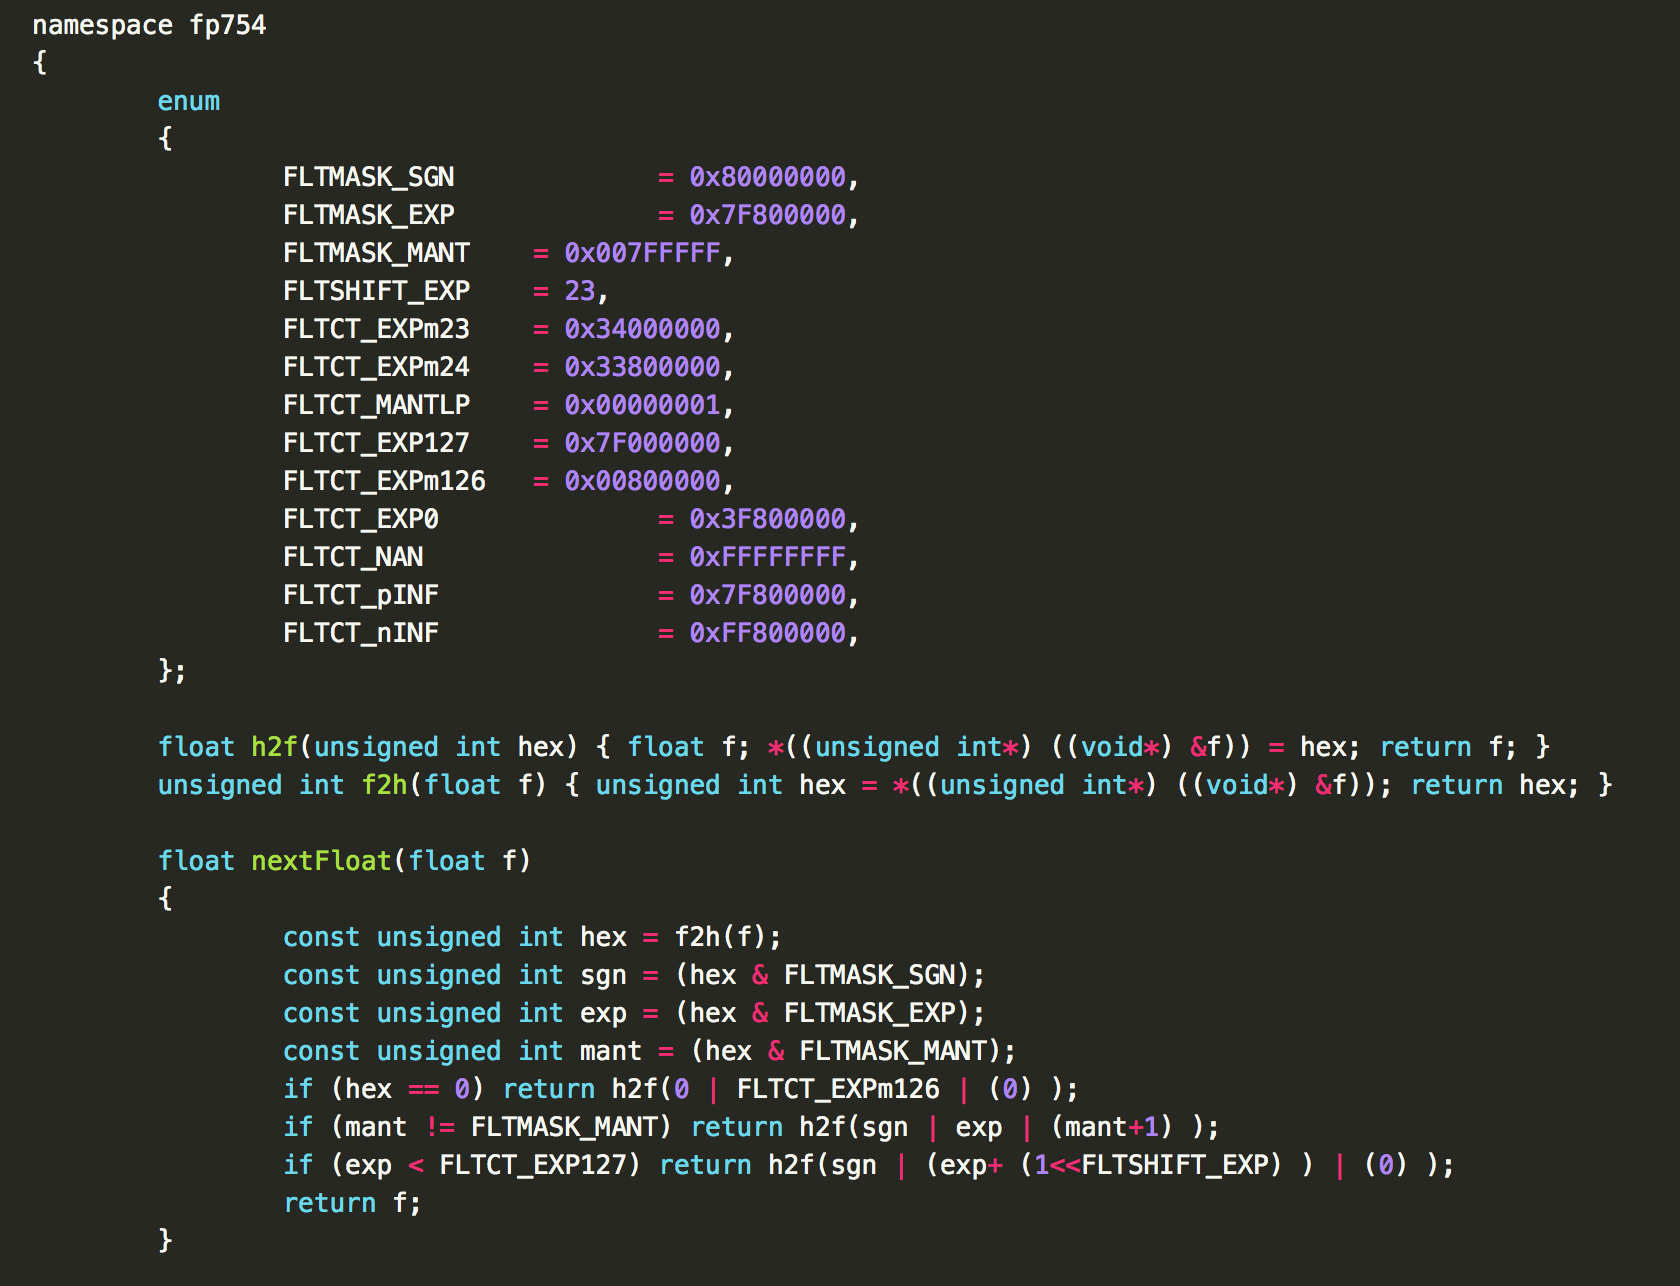 namespace fp754
{
        enum
        {
                FLTMASK_SGN             = 0x80000000,
                FLTMASK_EXP             = 0x7F800000,
                FLTMASK_MANT    = 0x007FFFFF,
                FLTSHIFT_EXP    = 23,
                FLTCT_EXPm23    = 0x34000000,
                FLTCT_EXPm24    = 0x33800000,
                FLTCT_MANTLP    = 0x00000001,
                FLTCT_EXP127    = 0x7F000000,
                FLTCT_EXPm126   = 0x00800000,
                FLTCT_EXP0              = 0x3F800000,
                FLTCT_NAN               = 0xFFFFFFFF,
                FLTCT_pINF              = 0x7F800000,
                FLTCT_nINF              = 0xFF800000,
        };

        float h2f(unsigned int hex) { float f; *((unsigned int*) ((void*) &f)) = hex; return f; }
        unsigned int f2h(float f) { unsigned int hex = *((unsigned int*) ((void*) &f)); return hex; }

        float nextFloat(float f)
        {
                const unsigned int hex = f2h(f);
                const unsigned int sgn = (hex & FLTMASK_SGN);
                const unsigned int exp = (hex & FLTMASK_EXP);
                const unsigned int mant = (hex & FLTMASK_MANT);
                if (hex == 0) return h2f(0 | FLTCT_EXPm126 | (0) );
                if (mant != FLTMASK_MANT) return h2f(sgn | exp | (mant+1) );
                if (exp < FLTCT_EXP127) return h2f(sgn | (exp+ (1<<FLTSHIFT_EXP) ) | (0) );
                return f;
        }